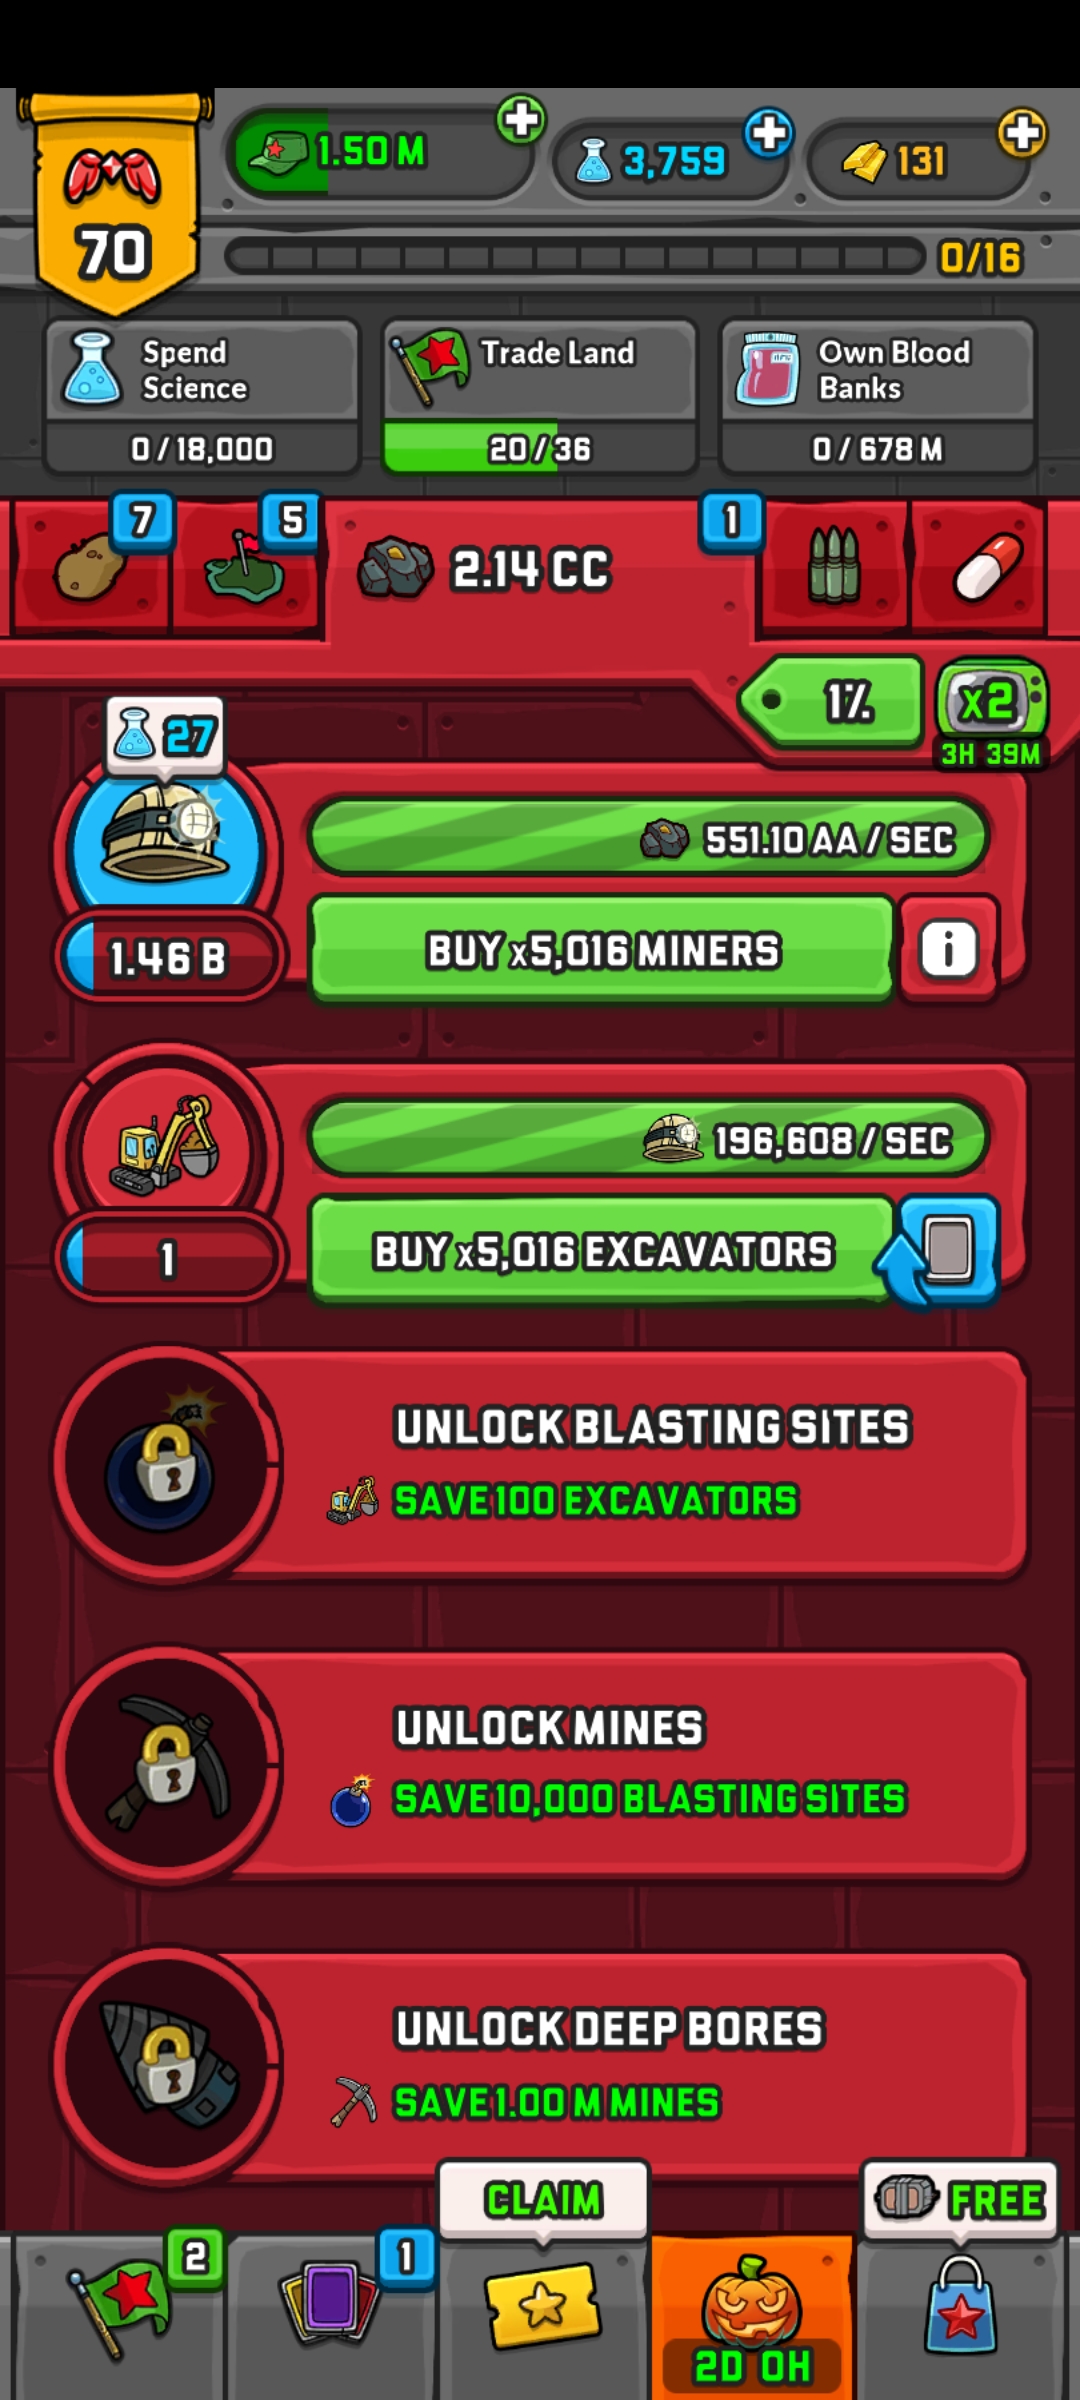 70
1.50 M
3,759
131
0/16
Spend
Science
0 / 18,000
Trade Land
20 / 36
Own Blood
Banks
0 / 678 M
7
5
2.14 CC
1
1%
x2
3H 39M
27
551.10 AA / SEC
1.46 B
BUY x5,016 MINERS
i
196,608 / SEC
1
BUY x5,016 EXCAVATORS
UNLOCK BLASTING SITES
SAVE 100 EXCAVATORS
UNLOCK MINES
SAVE 10,000 BLASTING SITES
UNLOCK DEEP BORES
SAVE 1.00 M MINES
CLAIM
FREE
2
1
2D 0H